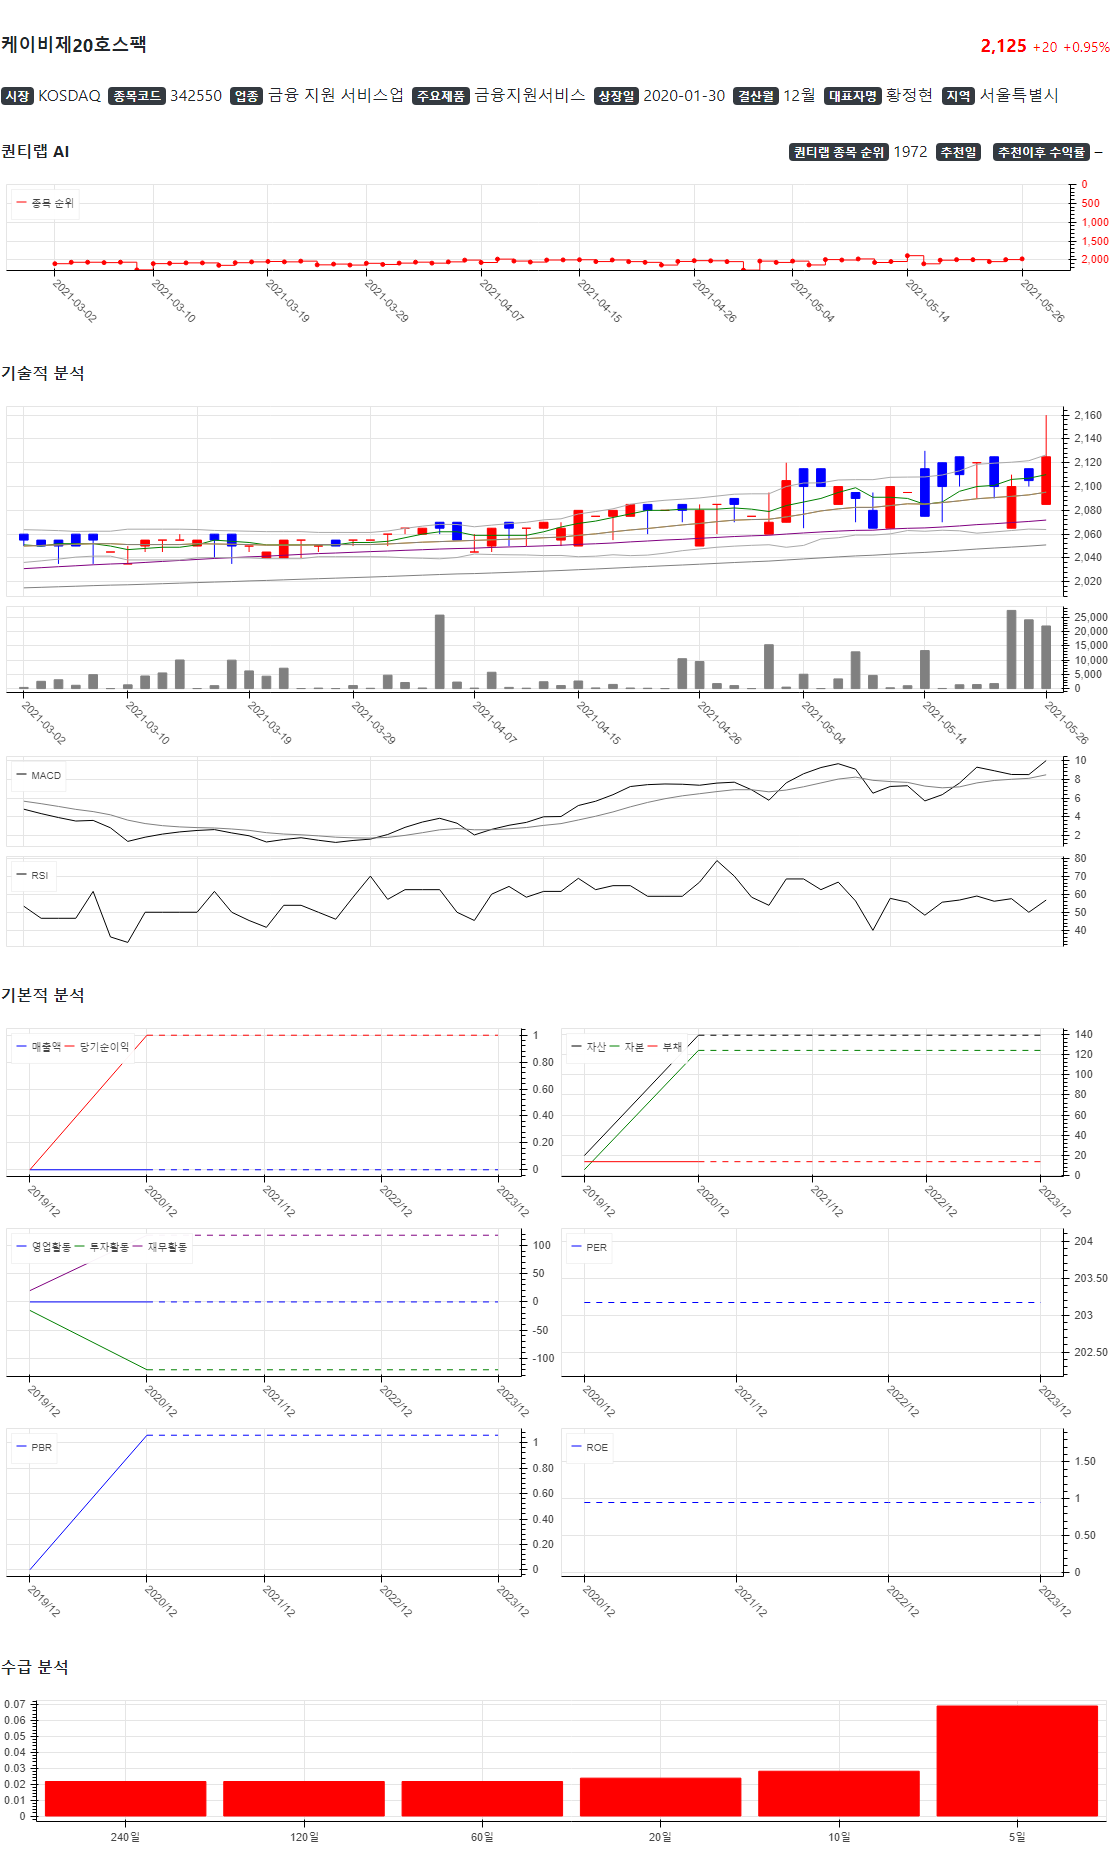 케이비제20호스팩
2,125 +20 +0.95%
시장 KOSDAQ 종목코드 342550 업종 금융 지원 서비스업 주요제품 금융지원서비스 상장일 2020-01-30 결산월 12월 대표자명 황정현 지역 서울특별시
퀀티랩 AI
퀀티랩 종목 순위 1972 추천일 추천이후 수익률 –
종목 순위
0
500
1,000
1,500
2,000
2021-03-02 2021-03-10 2021-03-19 2021-03-29 2021-04-07 2021-04-15 2021-04-26 2021-05-04 2021-05-14 2021-05-26
기술적 분석
2,160
2,140
2,120
2,100
2,080
2,060
2,040
2,020
25,000
20,000
15,000
10,000
5,000
0
2021-03-02 2021-03-10 2021-03-19 2021-03-29 2021-04-07 2021-04-15 2021-04-26 2021-05-04 2021-05-14 2021-05-26
MACD
10
8
6
4
2
RSI
80
70
60
50
40
기본적 분석
매출액 당기순이익
1
0.80
0.60
0.40
0.20
0
2019/12 2020/12 2021/12 2022/12 2023/12
자산 자본 부채
140
120
100
80
60
40
20
0
2019/12 2020/12 2021/12 2022/12 2023/12
영업활동 투자활동 재무활동
100
50
0
-50
-100
2019/12 2020/12 2021/12 2022/12 2023/12
PER
204
203.50
203
202.50
2020/12 2021/12 2022/12 2023/12
PBR
1
0.80
0.60
0.40
0.20
0
2019/12 2020/12 2021/12 2022/12 2023/12
ROE
1.50
1
0.50
0
2020/12 2021/12 2022/12 2023/12
수급 분석
0.07
0.06
0.05
0.04
0.03
0.02
0.01
0
240일 120일 60일 20일 10일 5일